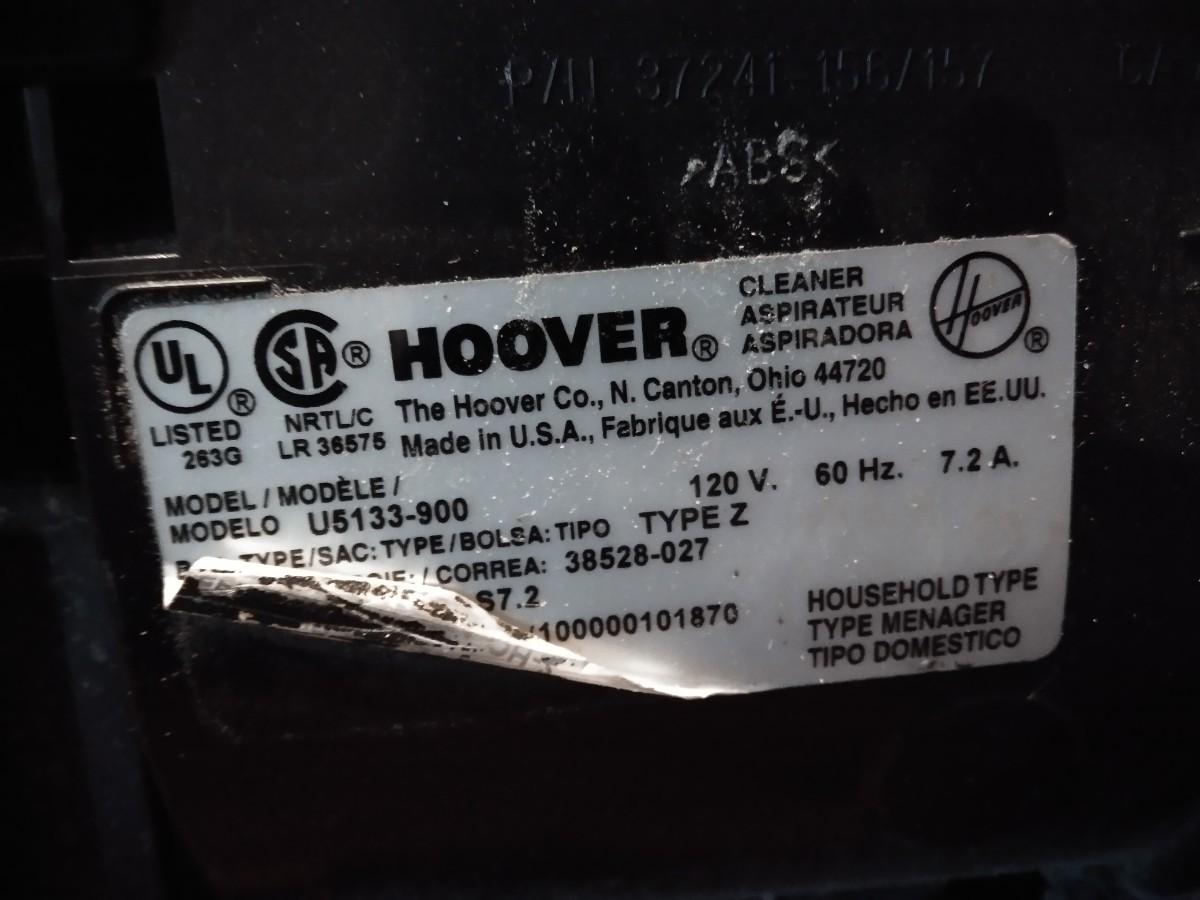 P/N 37241-156/157
>ABS<
UL
®
LISTED
263G
SA ®
NRTL/C
LR 36575
HOOVER®
CLEANER
ASPIRATEUR
ASPIRADORA
HOOVER
®
The Hoover Co., N. Canton, Ohio 44720
Made in U.S.A., Fabrique aux É.-U., Hecho en EE.UU.
MODEL / MODÈLE /
MODELO U5133-900
120 V. 60 Hz. 7.2 A.
TYPE/SAC: TYPE/BOLSA: TIPO TYPE Z
/ CORREA: 38528-027
S7.2
/100000101870
HOUSEHOLD TYPE
TYPE MENAGER
TIPO DOMESTICO